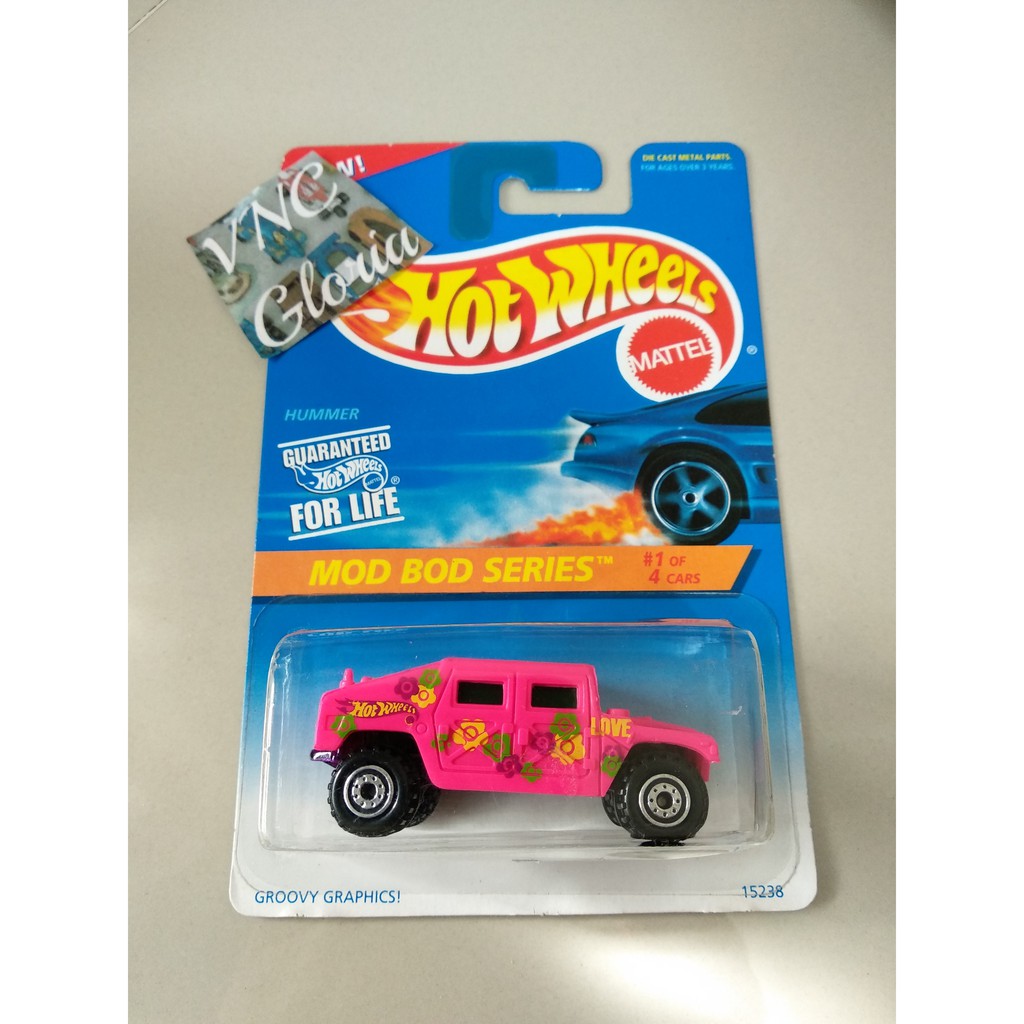 VNC
Gloria
DIE CAST METAL PARTS.
FOR AGES OVER 3 YEARS.
HOT WHEELS
MATTEL
®
HUMMER
GUARANTEED
HOT WHEELS ®
MATTEL
FOR LIFE
MOD BOD SERIES™
#1 OF
4 CARS
HOT WHEELS
LOVE
GROOVY GRAPHICS!
15238